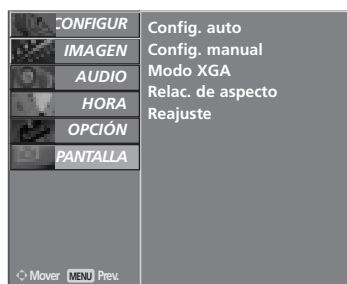 CONFIGUR
IMAGEN
AUDIO
HORA
OPCIÓN
PANTALLA
Config. auto
Config. manual
Modo XGA
Relac. de aspecto
Reajuste
Mover MENU Prev.